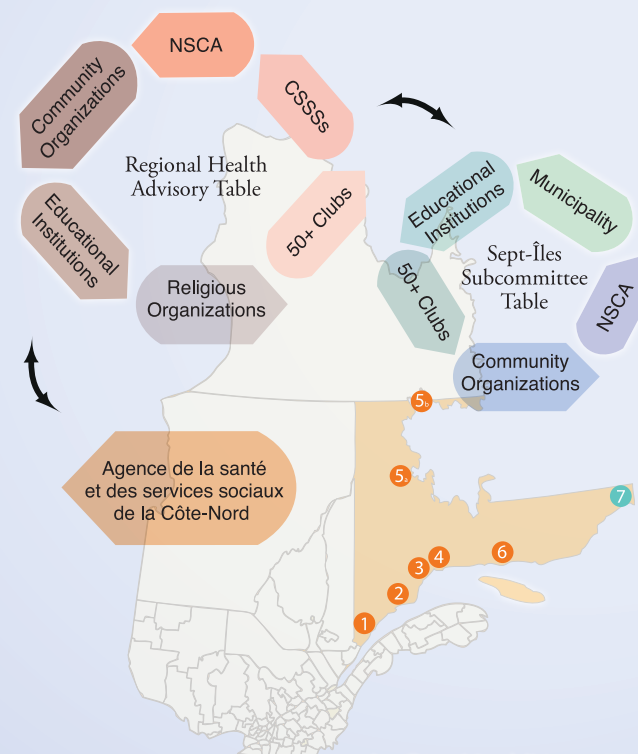 NSCA
Community
Organizations
CSSSs
Regional Health
Advisory Table
Educational
Institutions
50+ Clubs
Religious
Organizations
Educational
Institutions
Municipality
Sept-Îles
Subcommittee
Table
50+ Clubs
NSCA
Community
Organizations
Agence de la santé
et des services sociaux
de la Côte-Nord
5b
5a
7
6
4
3
2
1